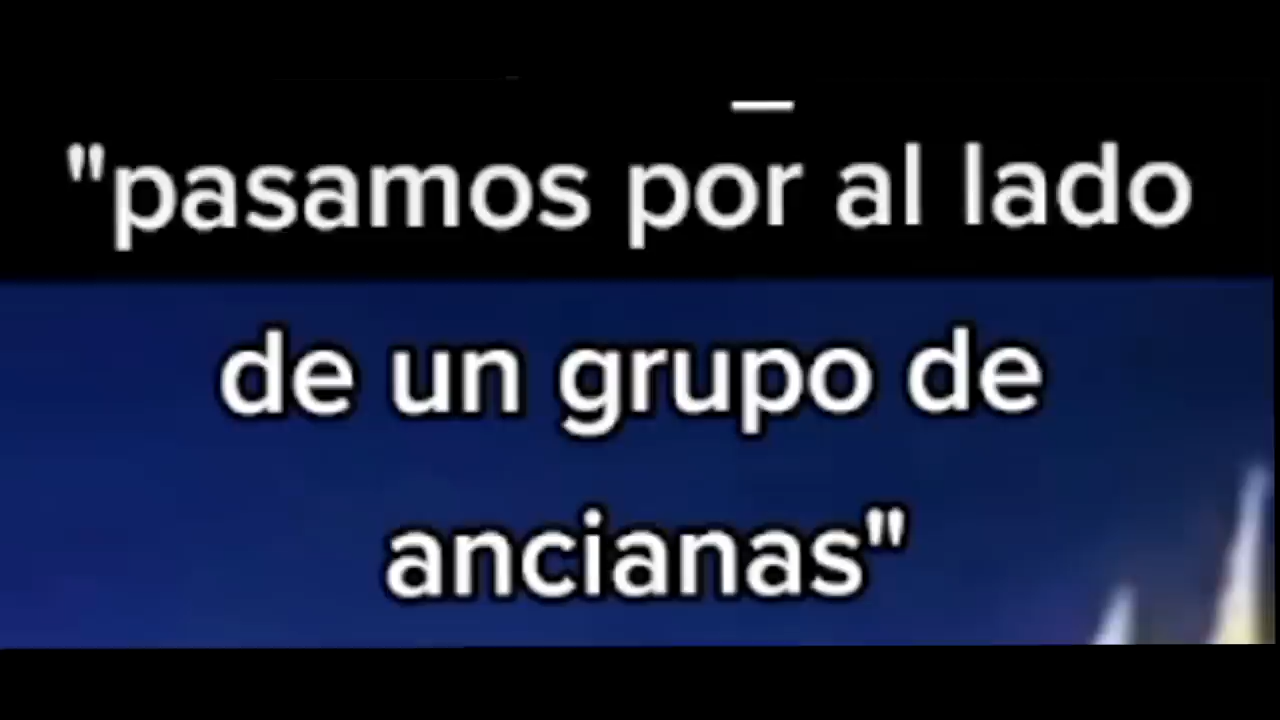 "pasamos por al lado
de un grupo de
ancianas"